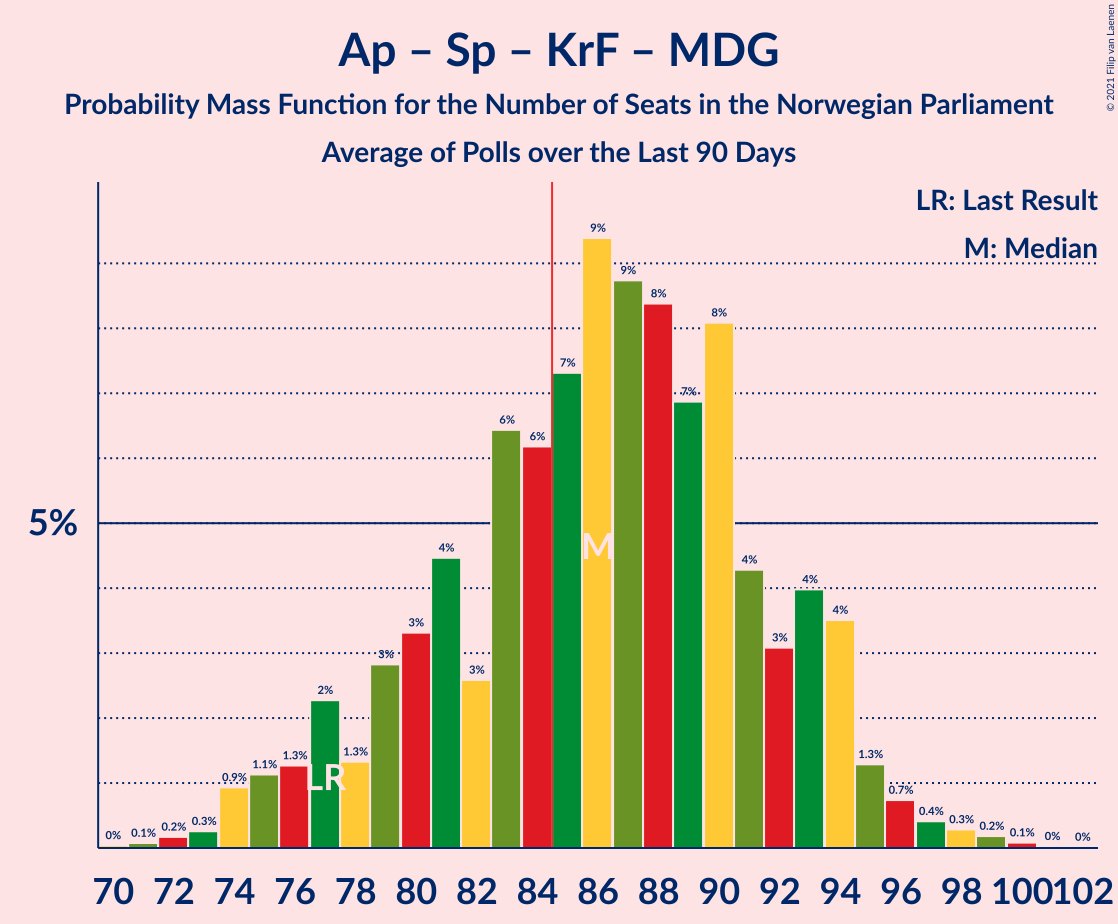 Ap – Sp – KrF – MDG
Probability Mass Function for the Number of Seats in the Norwegian Parliament
Average of Polls over the Last 90 Days
© 2021 Filip van Laenen
LR: Last Result
M: Median
5%
0% 0.1% 0.2% 0.3% 0.9% 1.1% 1.3% 2% 1.3% 3% 3% 4% 3% 6% 6% 7% 9% 9% 8% 7% 8% 4% 3% 4% 4% 1.3% 0.7% 0.4% 0.3% 0.2% 0.1% 0% 0%
LR
M
70 72 74 76 78 80 82 84 86 88 90 92 94 96 98 100 102